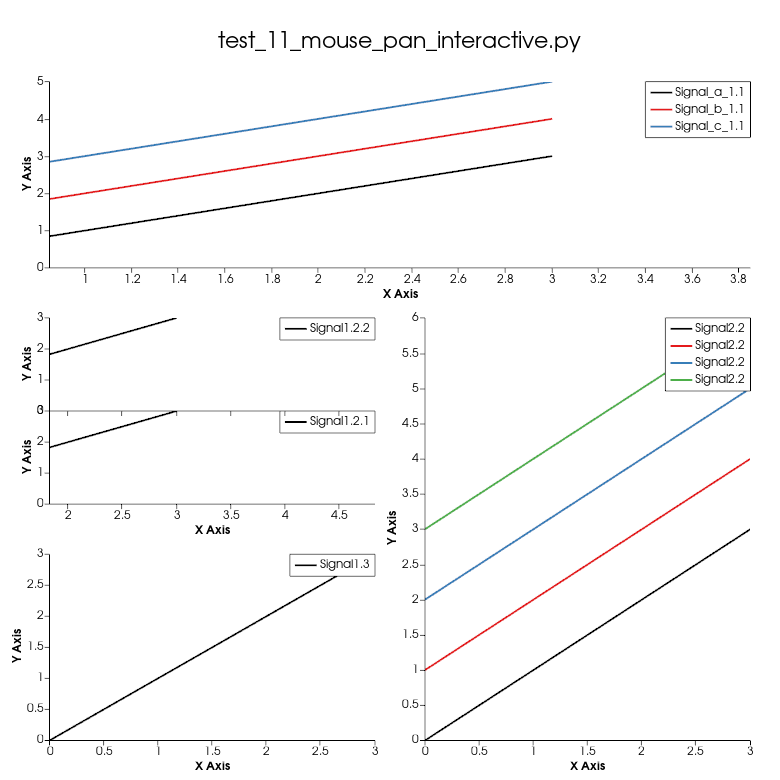 test_11_mouse_pan_interactive.py
5
4
3
2
1
0
Y Axis
Signal_a_1.1
Signal_b_1.1
Signal_c_1.1
1 1.2 1.4 1.6 1.8 2 2.2 2.4 2.6 2.8 3 3.2 3.4 3.6 3.8
X Axis
3
2
1
0
Y Axis
Signal1.2.2
3
2
1
0
Y Axis
Signal1.2.1
2 2.5 3 3.5 4 4.5
X Axis
3
2.5
2
1.5
1
0.5
0
Y Axis
Signal1.3
0 0.5 1 1.5 2 2.5 3
X Axis
6
5.5
5
4.5
4
3.5
3
2.5
2
1.5
1
0.5
0
Y Axis
Signal2.2
Signal2.2
Signal2.2
Signal2.2
0 0.5 1 1.5 2 2.5 3
X Axis